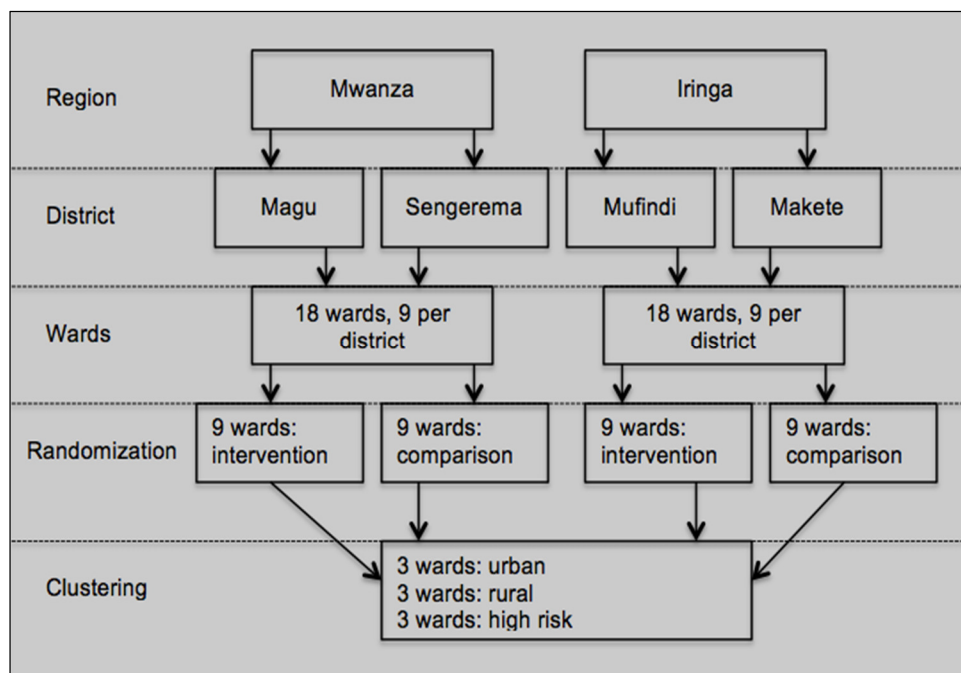 Region
Mwanza
Iringa
District
Magu
Sengerema
Mufindi
Makete
Wards
18 wards, 9 per
district
18 wards, 9 per
district
Randomization
9 wards:
intervention
9 wards:
comparison
9 wards:
intervention
9 wards:
comparison
Clustering
3 wards: urban
3 wards: rural
3 wards: high risk